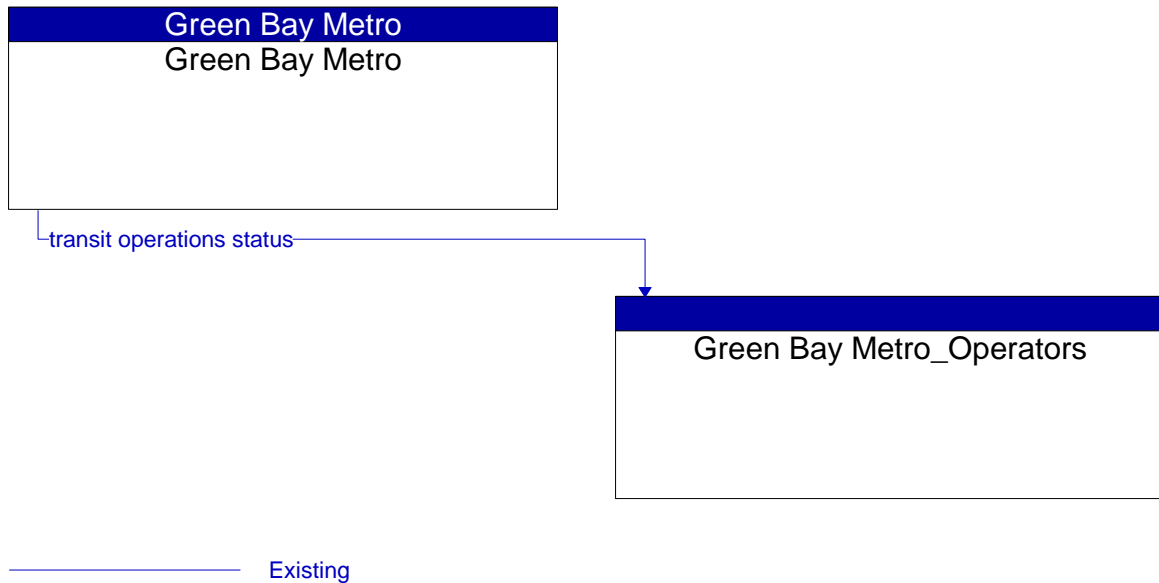 Green Bay Metro
Green Bay Metro
transit operations status
Green Bay Metro_Operators
Existing